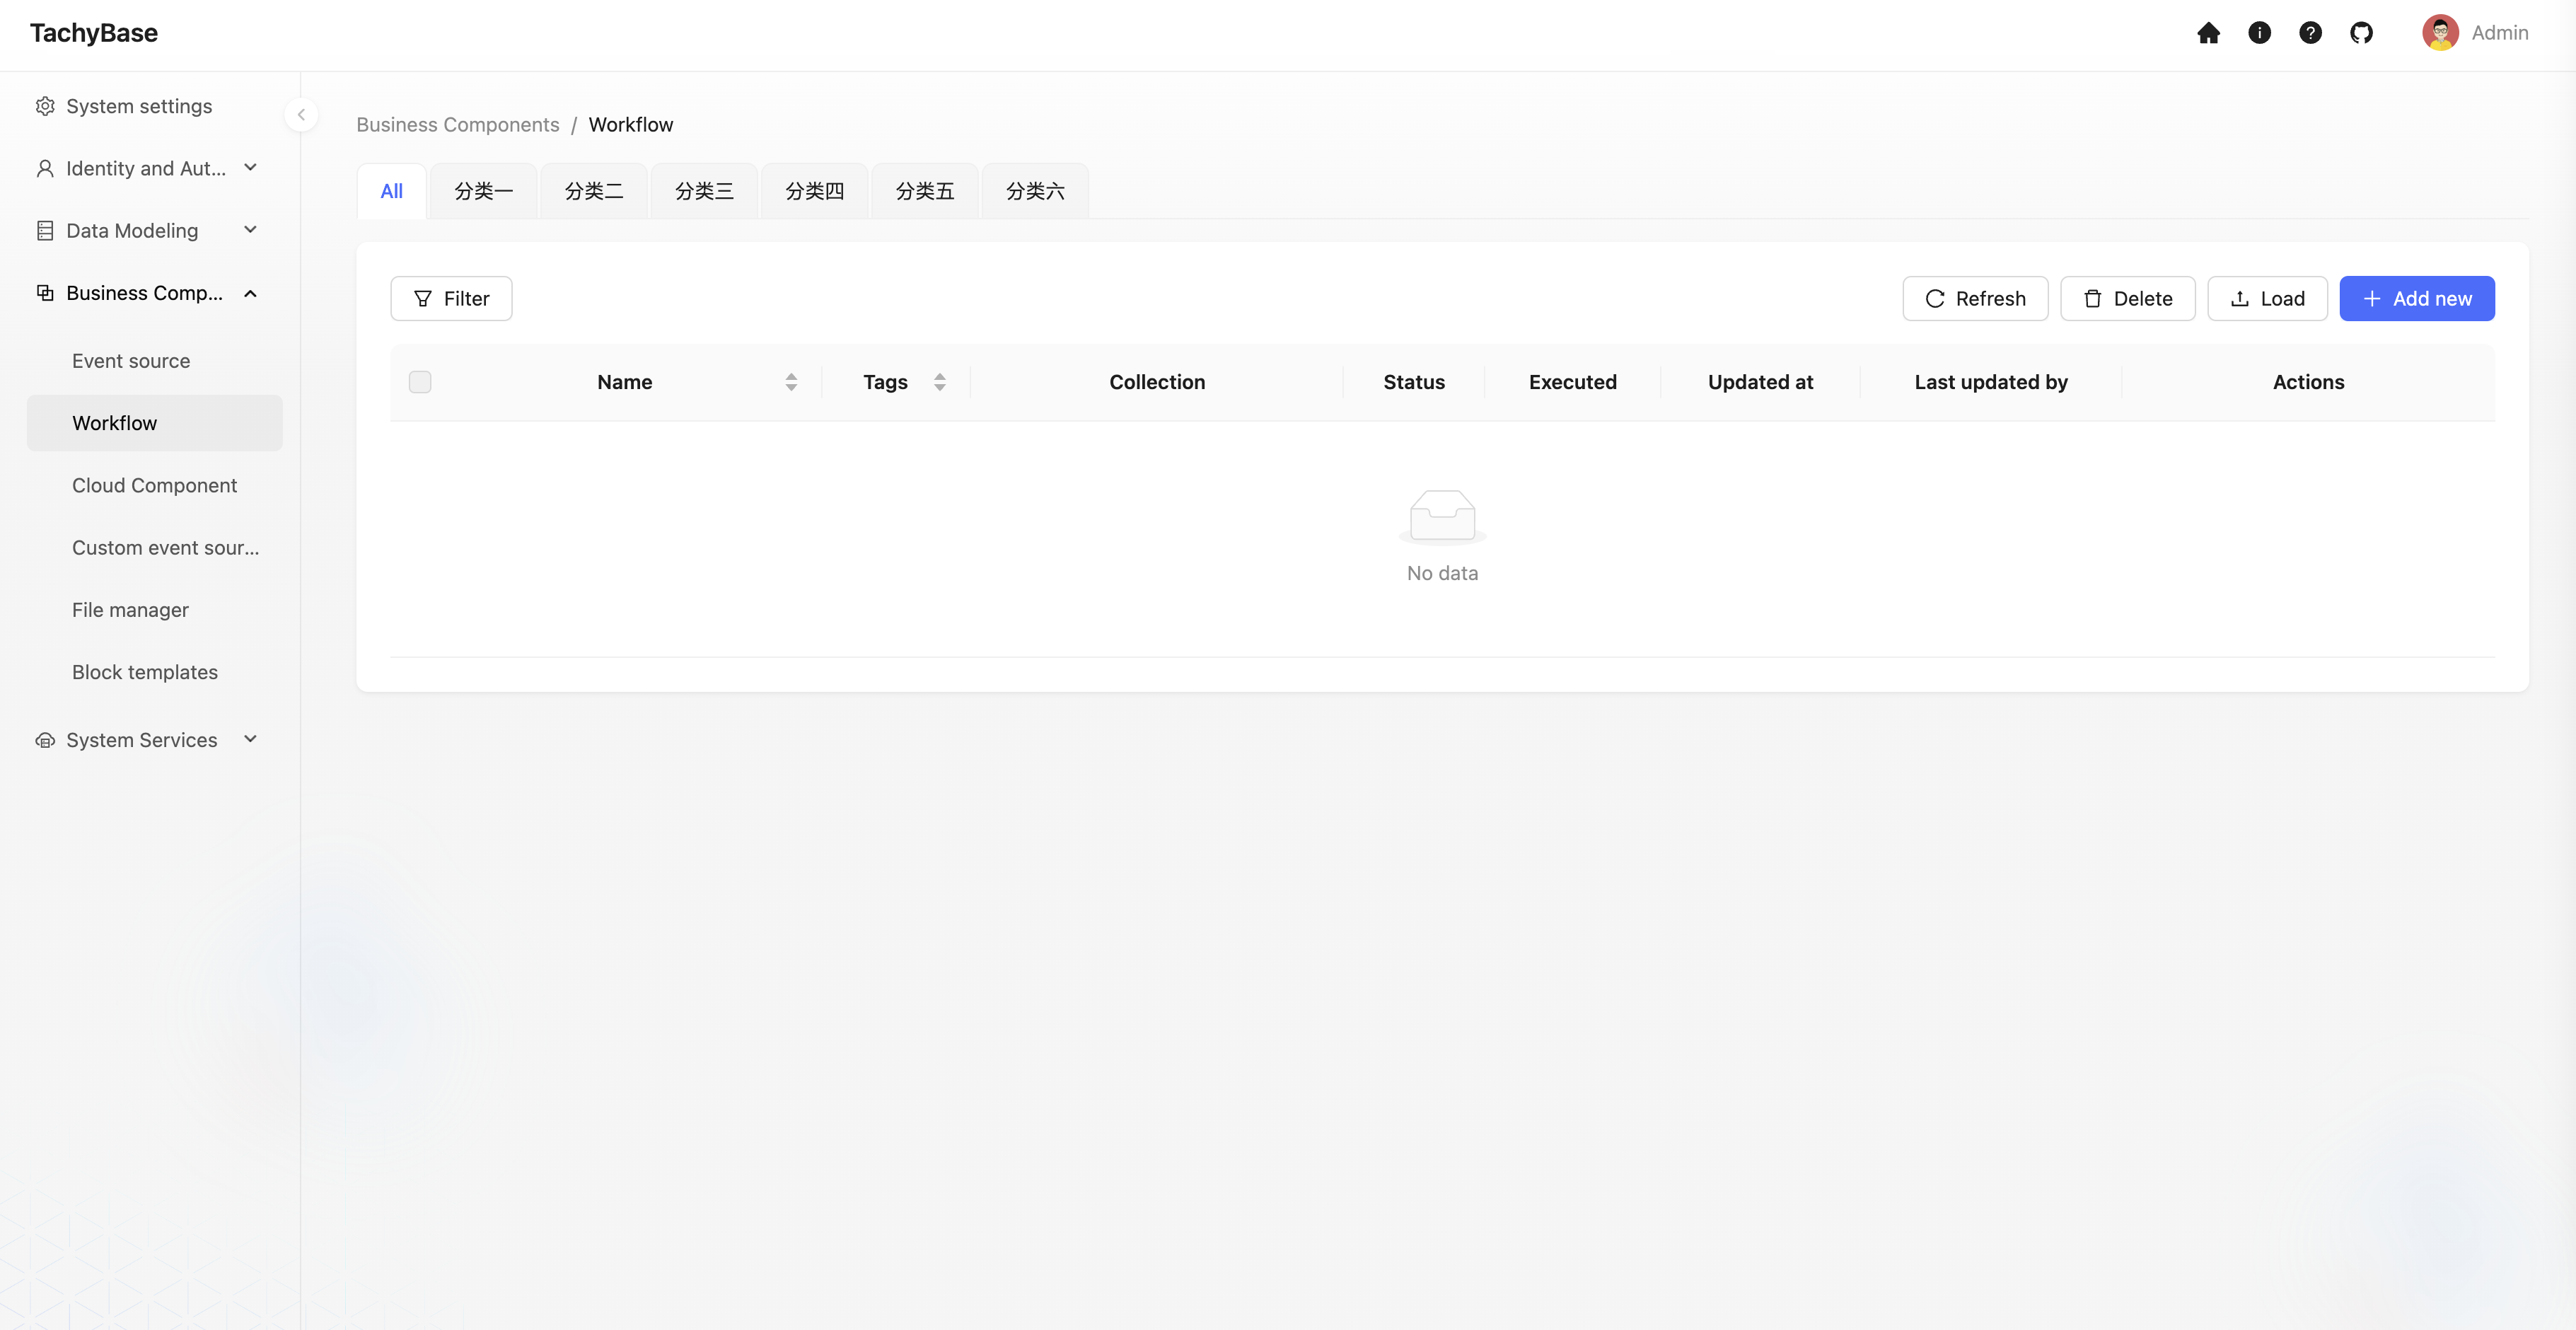 TachyBase
Admin
System settings
Identity and Aut...
Data Modeling
Business Comp...
Event source
Workflow
Cloud Component
Custom event sour...
File manager
Block templates
System Services
Business Components / Workflow
All 分类一 分类二 分类三 分类四 分类五 分类六
Filter Refresh Delete Load Add new
Name Tags Collection Status Executed Updated at Last updated by Actions
No data